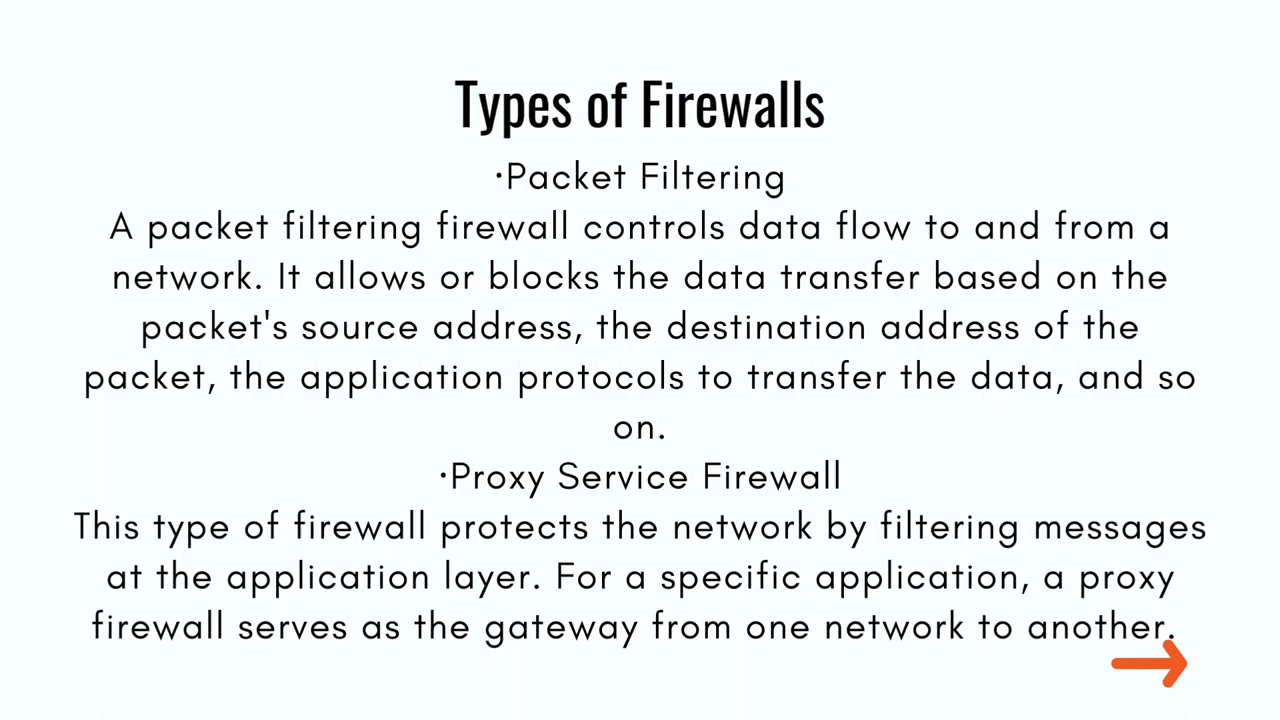 Types of Firewalls
·Packet Filtering
A packet filtering firewall controls data flow to and from a
network. It allows or blocks the data transfer based on the
packet's source address, the destination address of the
packet, the application protocols to transfer the data, and so
on.
·Proxy Service Firewall
This type of firewall protects the network by filtering messages
at the application layer. For a specific application, a proxy
firewall serves as the gateway from one network to another.